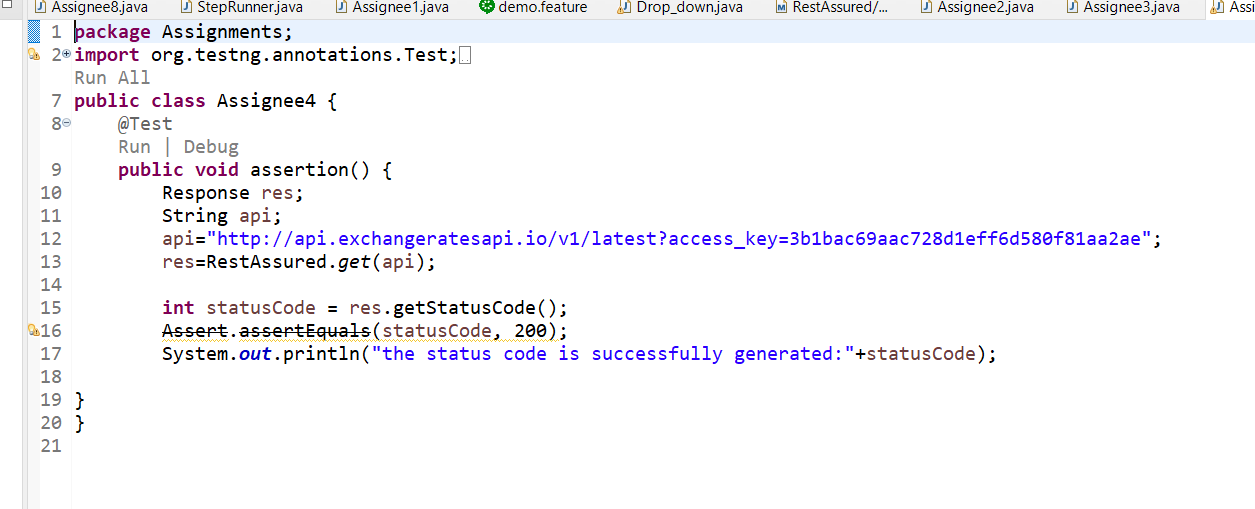 Assignee8.java StepRunner.java Assignee1.java demo.feature Drop_down.java RestAssured/... Assignee2.java Assignee3.java Assi
1 package Assignments;
2 import org.testng.annotations.Test;
Run All
7 public class Assignee4 {
8 @Test
Run | Debug
9 public void assertion() {
10 Response res;
11 String api;
12 api="http://api.exchangeratesapi.io/v1/latest?access_key=3b1bac69aac728d1eff6d580f81aa2ae";
13 res=RestAssured.get(api);
14
15 int statusCode = res.getStatusCode();
16 Assert.assertEquals(statusCode, 200);
17 System.out.println("the status code is successfully generated:"+statusCode);
18
19 }
20 }
21